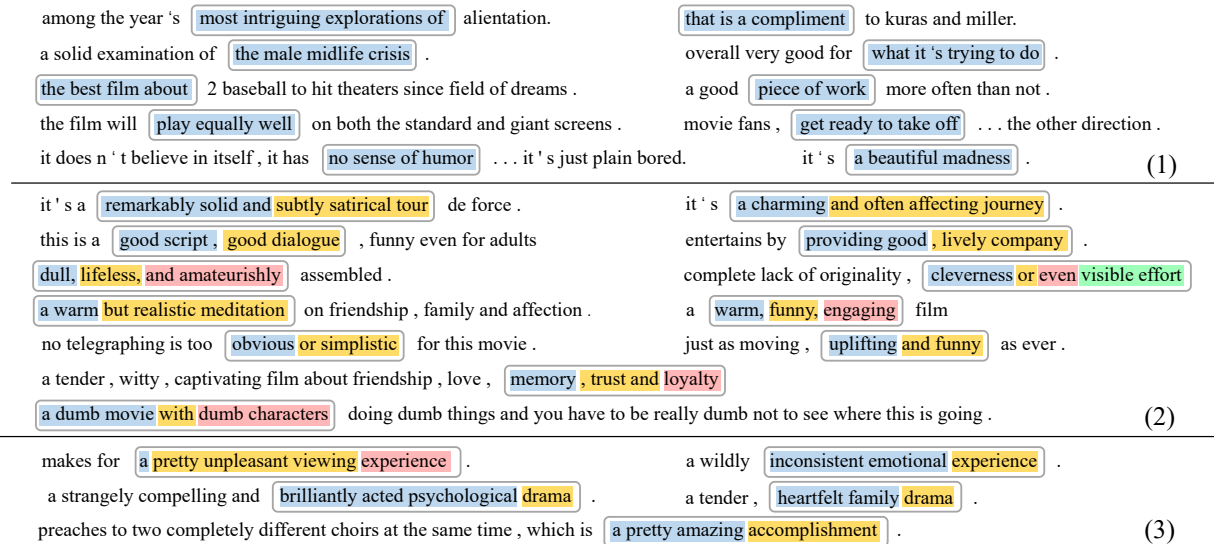 among the year 's most intriguing explorations of alienation.
that is a compliment to kuras and miller.
a solid examination of the male midlife crisis .
overall very good for what it 's trying to do .
the best film about 2 baseball to hit theaters since field of dreams .
a good piece of work more often than not .
the film will play equally well on both the standard and giant screens .
movie fans , get ready to take off . . . the other direction .
it does n ' t believe in itself , it has no sense of humor . . . it ' s just plain bored.
it ' s a beautiful madness .
(1)
it ' s a remarkably solid and subtly satirical tour de force .
it ' s a charming and often affecting journey .
this is a good script , good dialogue , funny even for adults
entertains by providing good , lively company .
dull, lifeless, and amateurishly assembled .
complete lack of originality , cleverness or even visible effort
a warm but realistic meditation on friendship , family and affection .
a warm, funny, engaging film
no telegraphing is too obvious or simplistic for this movie .
just as moving , uplifting and funny as ever .
a tender , witty , captivating film about friendship , love , memory , trust and loyalty
a dumb movie with dumb characters doing dumb things and you have to be really dumb not to see where this is going .
(2)
makes for a pretty unpleasant viewing experience .
a wildly inconsistent emotional experience .
a strangely compelling and brilliantly acted psychological drama .
a tender , heartfelt family drama .
preaches to two completely different choirs at the same time , which is a pretty amazing accomplishment .
(3)